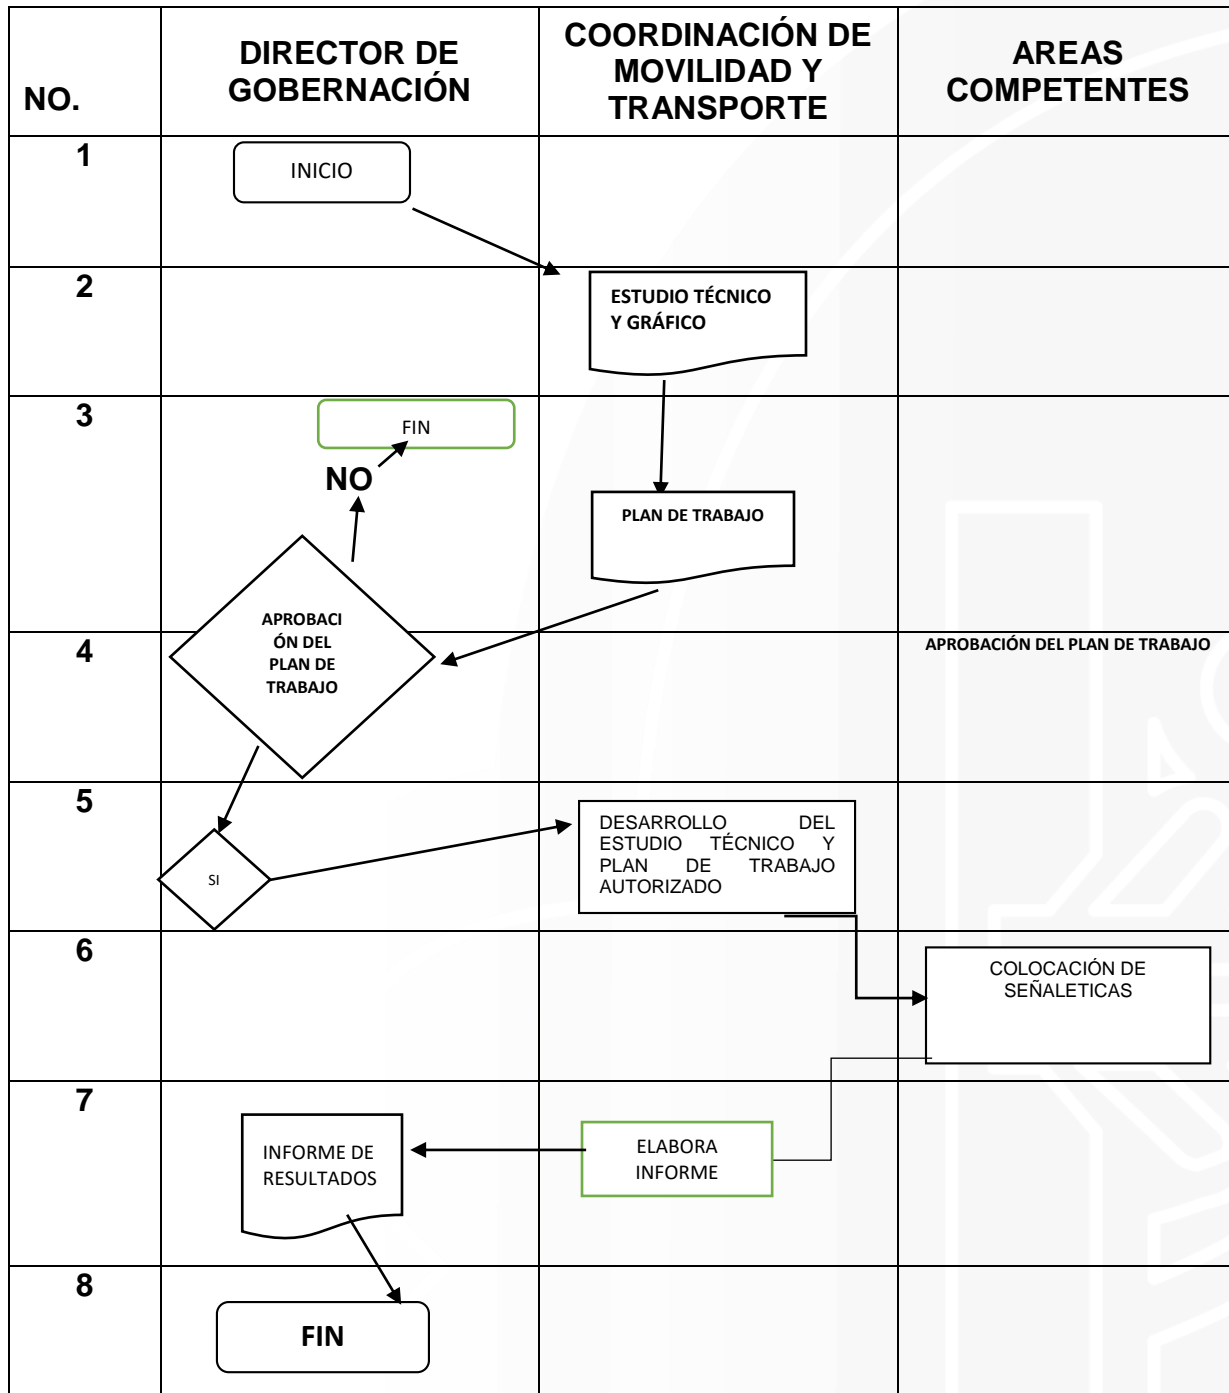 NO.
DIRECTOR DE
GOBERNACIÓN
COORDINACIÓN DE
MOVILIDAD Y
TRANSPORTE
AREAS
COMPETENTES
1
INICIO
2
ESTUDIO TÉCNICO
Y GRÁFICO
3
FIN
NO
PLAN DE TRABAJO
4
APROBACI
ÓN DEL
PLAN DE
TRABAJO
APROBACIÓN DEL PLAN DE TRABAJO
5
SI
DESARROLLO DEL
ESTUDIO TÉCNICO Y
PLAN DE TRABAJO
AUTORIZADO
6
COLOCACIÓN DE
SEÑALETICAS
7
INFORME DE
RESULTADOS
ELABORA
INFORME
8
FIN